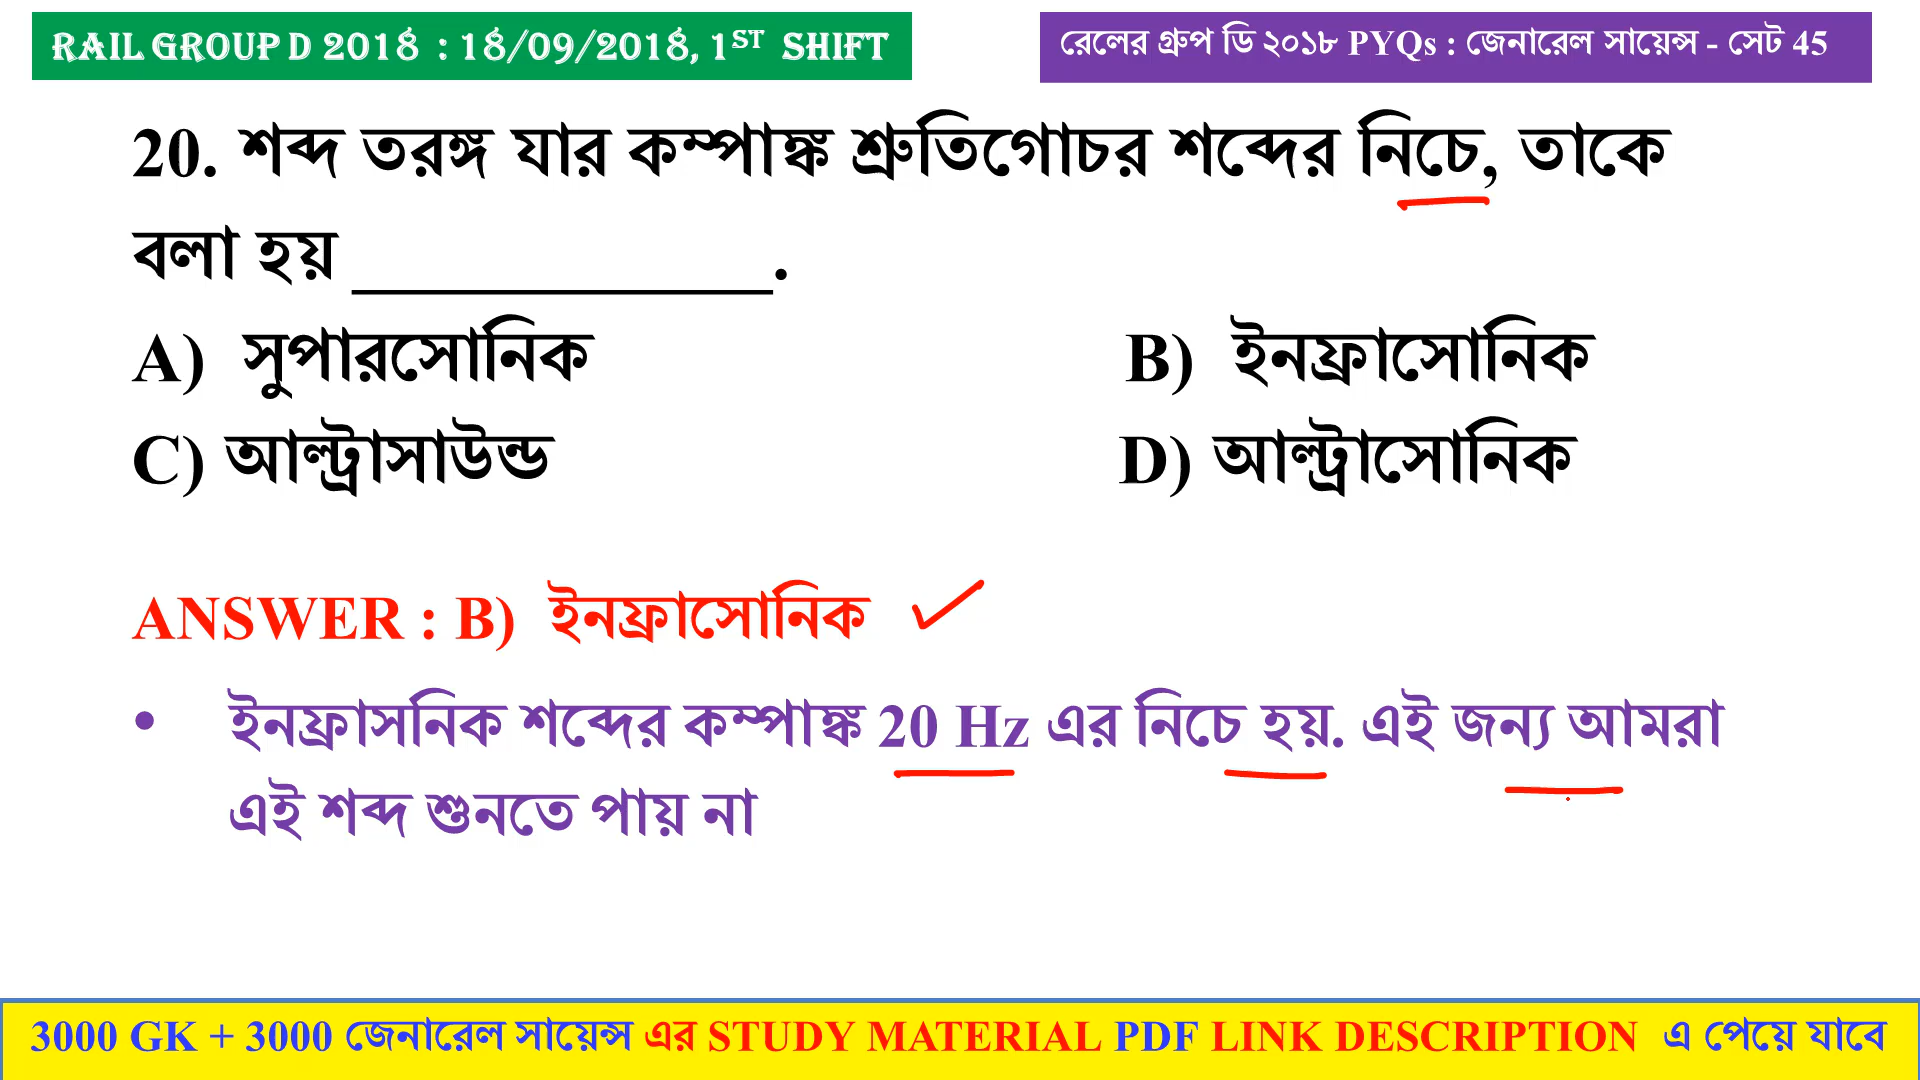 RAIL GROUP D 2018 : 18/09/2018, 1ST SHIFT
রেলের গ্রুপ ডি ২০১৮ PYQs : জেনারেল সায়েন্স - সেট 45
20. শব্দ তরঙ্গ যার কম্পাঙ্ক শ্রুতিগোচর শব্দের নিচে, তাকে
বলা হয় ____________.
A) সুপারসোনিক B) ইনফ্রাসোনিক
C) আল্ট্রাসাউন্ড D) আল্ট্রাসোনিক
ANSWER : B) ইনফ্রাসোনিক
• ইনফ্রাসনিক শব্দের কম্পাঙ্ক 20 Hz এর নিচে হয়. এই জন্য আমরা
এই শব্দ শুনতে পায় না
3000 GK + 3000 জেনারেল সায়েন্স এর STUDY MATERIAL PDF LINK DESCRIPTION এ পেয়ে যাবে